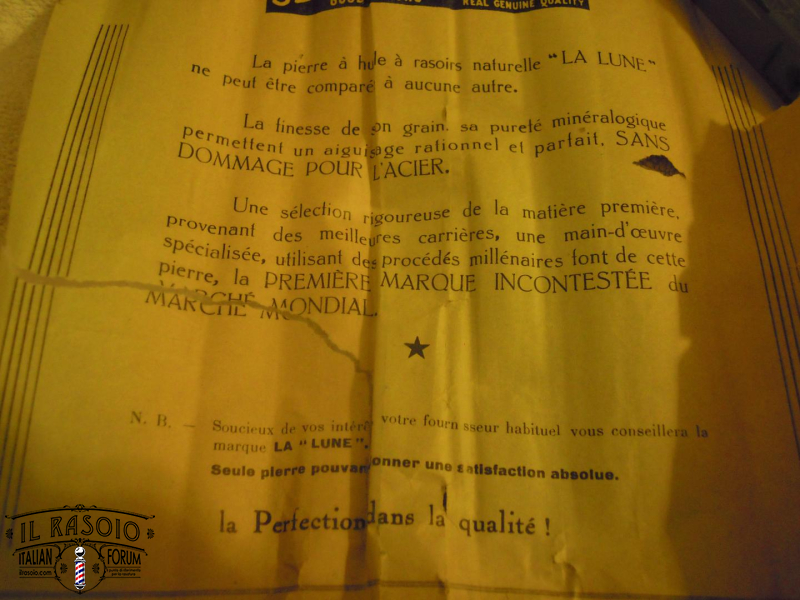 REAL GENUINE QUALITY
La pierre à huile à rasoirs naturelle "LA LUNE"
ne peut être comparé à aucune autre.
La finesse de son grain, sa pureté minéralogique
permettent un aiguisage rationnel et parfait, SANS
DOMMAGE POUR L'ACIER.
Une sélection rigoureuse de la matière première,
provenant des meilleures carrières, une main-d'œuvre
spécialisée, utilisant des procédés millénaires font de cette
pierre, la PREMIÈRE MARQUE INCONTESTÉE du
MARCHÉ MONDIAL.
N. B. — Soucieux de vos intérêt votre fournisseur habituel vous conseillera la
marque LA "LUNE".
Seule pierre pouvant donner une satisfaction absolue.
la Perfection dans la qualité !
IL RASOIO
ITALIAN FORUM
ilrasoio.com